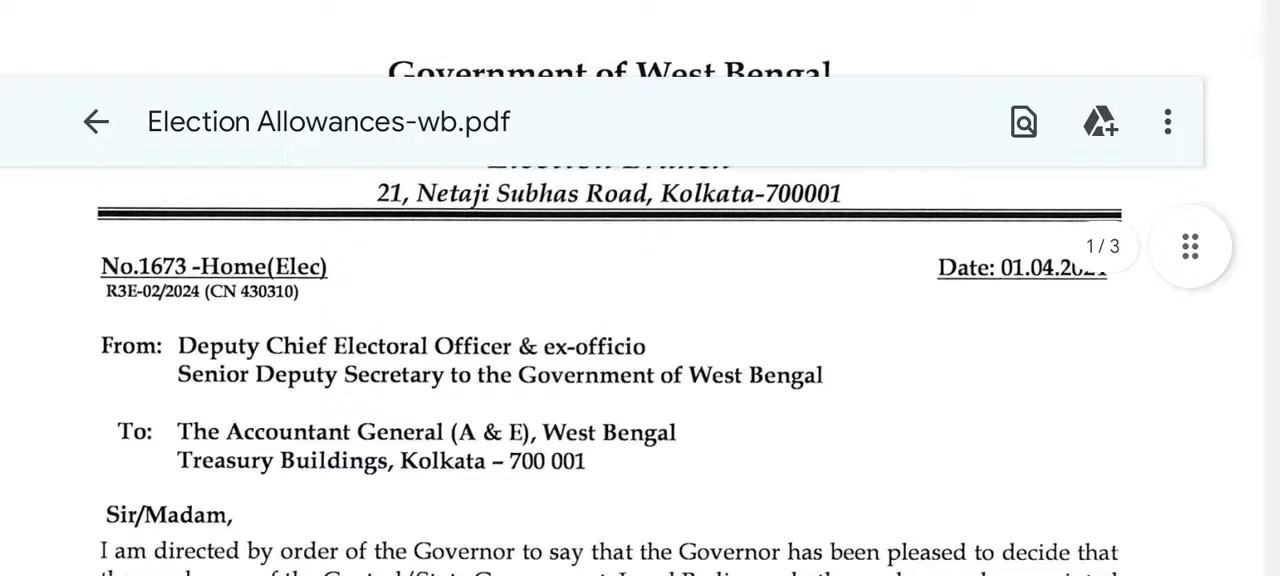 Government of West Bengal
Election Allowances-wb.pdf
21, Netaji Subhas Road, Kolkata-700001
1 / 3
No.1673 -Home(Elec)
Date: 01.04.20
R3E-02/2024 (CN 430310)
From: Deputy Chief Electoral Officer & ex-officio
Senior Deputy Secretary to the Government of West Bengal
To: The Accountant General (A & E), West Bengal
Treasury Buildings, Kolkata – 700 001
Sir/Madam,
I am directed by order of the Governor to say that the Governor has been pleased to decide that